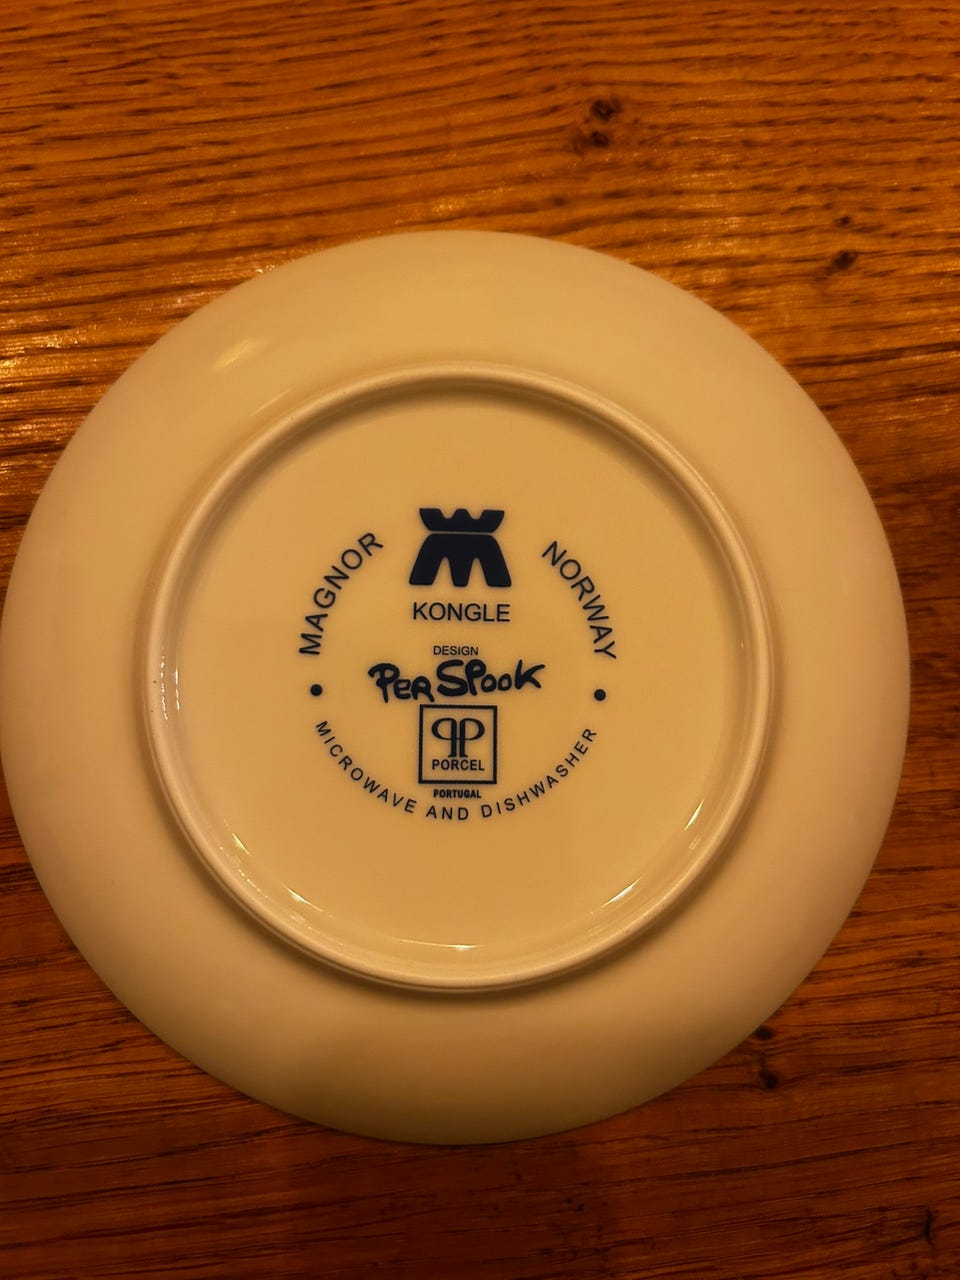 MAGNOR NORWAY
KONGLE
DESIGN
PER SPOOK
PORCEL
PORTUGAL
MICROWAVE AND DISHWASHER